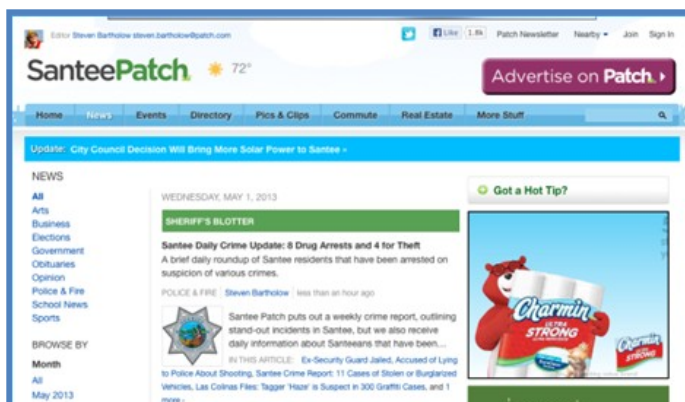 Editor Steven Bartholow steven.bartholow@patch.com
Like 1.8k Patch Newsletter Nearby Join Sign In
SanteePatch 72°
Advertise on Patch
Home News Events Directory Pics & Clips Commute Real Estate More Stuff
Update: City Council Decision Will Bring More Solar Power to Santee »
NEWS
All
Arts
Business
Elections
Government
Obituaries
Opinion
Police & Fire
School News
Sports
BROWSE BY
Month
All
May 2013
WEDNESDAY, MAY 1, 2013
SHERIFF'S BLOTTER
Santee Daily Crime Update: 8 Drug Arrests and 4 for Theft
A brief daily roundup of Santee residents that have been arrested on
suspicion of various crimes.
POLICE & FIRE Steven Bartholow less than an hour ago
Santee Patch puts out a weekly crime report, outlining
stand-out incidents in Santee, but we also receive
daily information about Santeeans that have been...
IN THIS ARTICLE: Ex-Security Guard Jailed, Accused of Lying
to Police About Shooting, Santee Crime Report: 11 Cases of Stolen or Burglarized
Vehicles, Las Colinas Files: Tagger 'Haze' is Suspect in 300 Graffiti Cases, and 1
more
Got a Hot Tip?
Charmin
ULTRA
STRONG
Charmin
STRONG